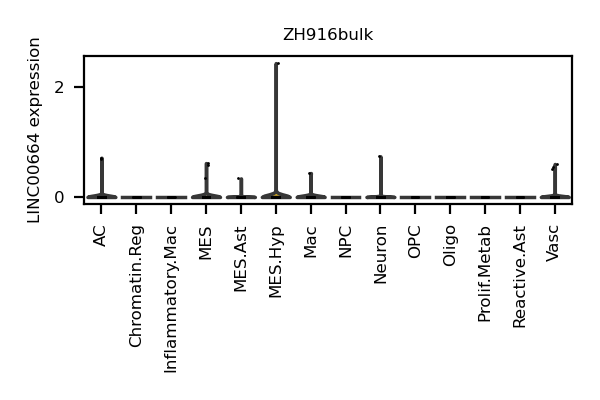 ZH916bulk
LINC00664 expression
2
0
AC
Chromatin.Reg
Inflammatory.Mac
MES
MES.Ast
MES.Hyp
Mac
NPC
Neuron
OPC
Oligo
Prolif.Metab
Reactive.Ast
Vasc